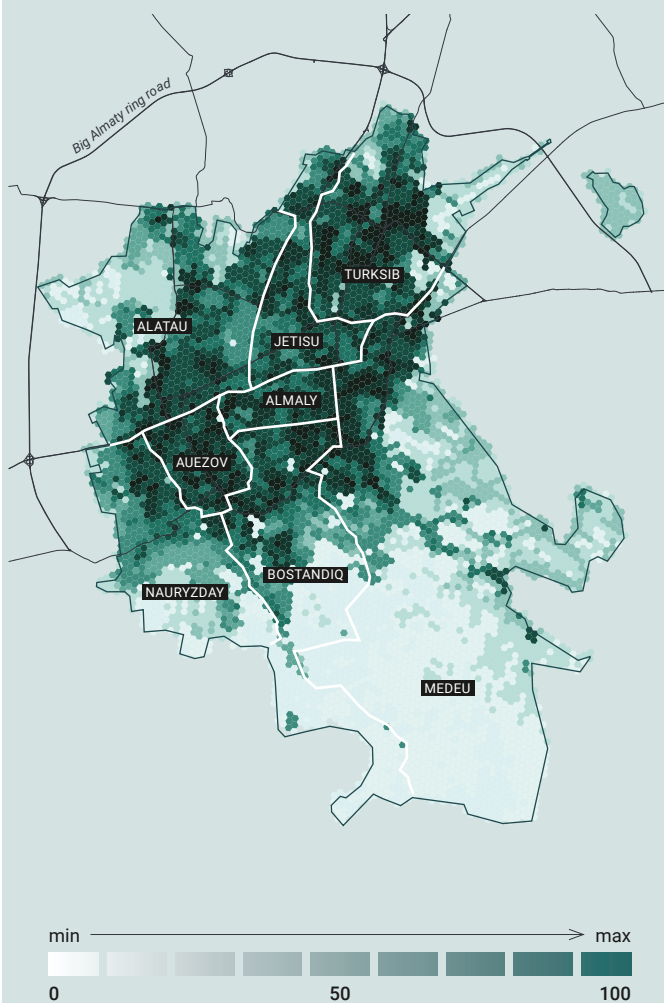 Big Almaty ring road
TURKSIB
ALATAU
JETISU
ALMALY
AUEZOV
BOSTANDIQ
NAURYZDAY
MEDEU
min max
0 50 100